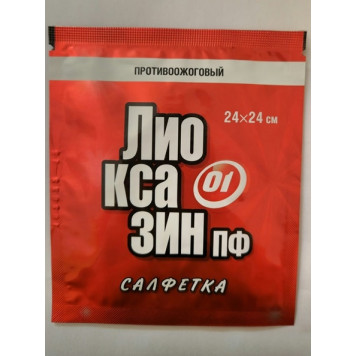 ПРОТИВООЖОГОВЫЙ
24×24 см
Лио
кса
01
зин пф
САЛФЕТКА